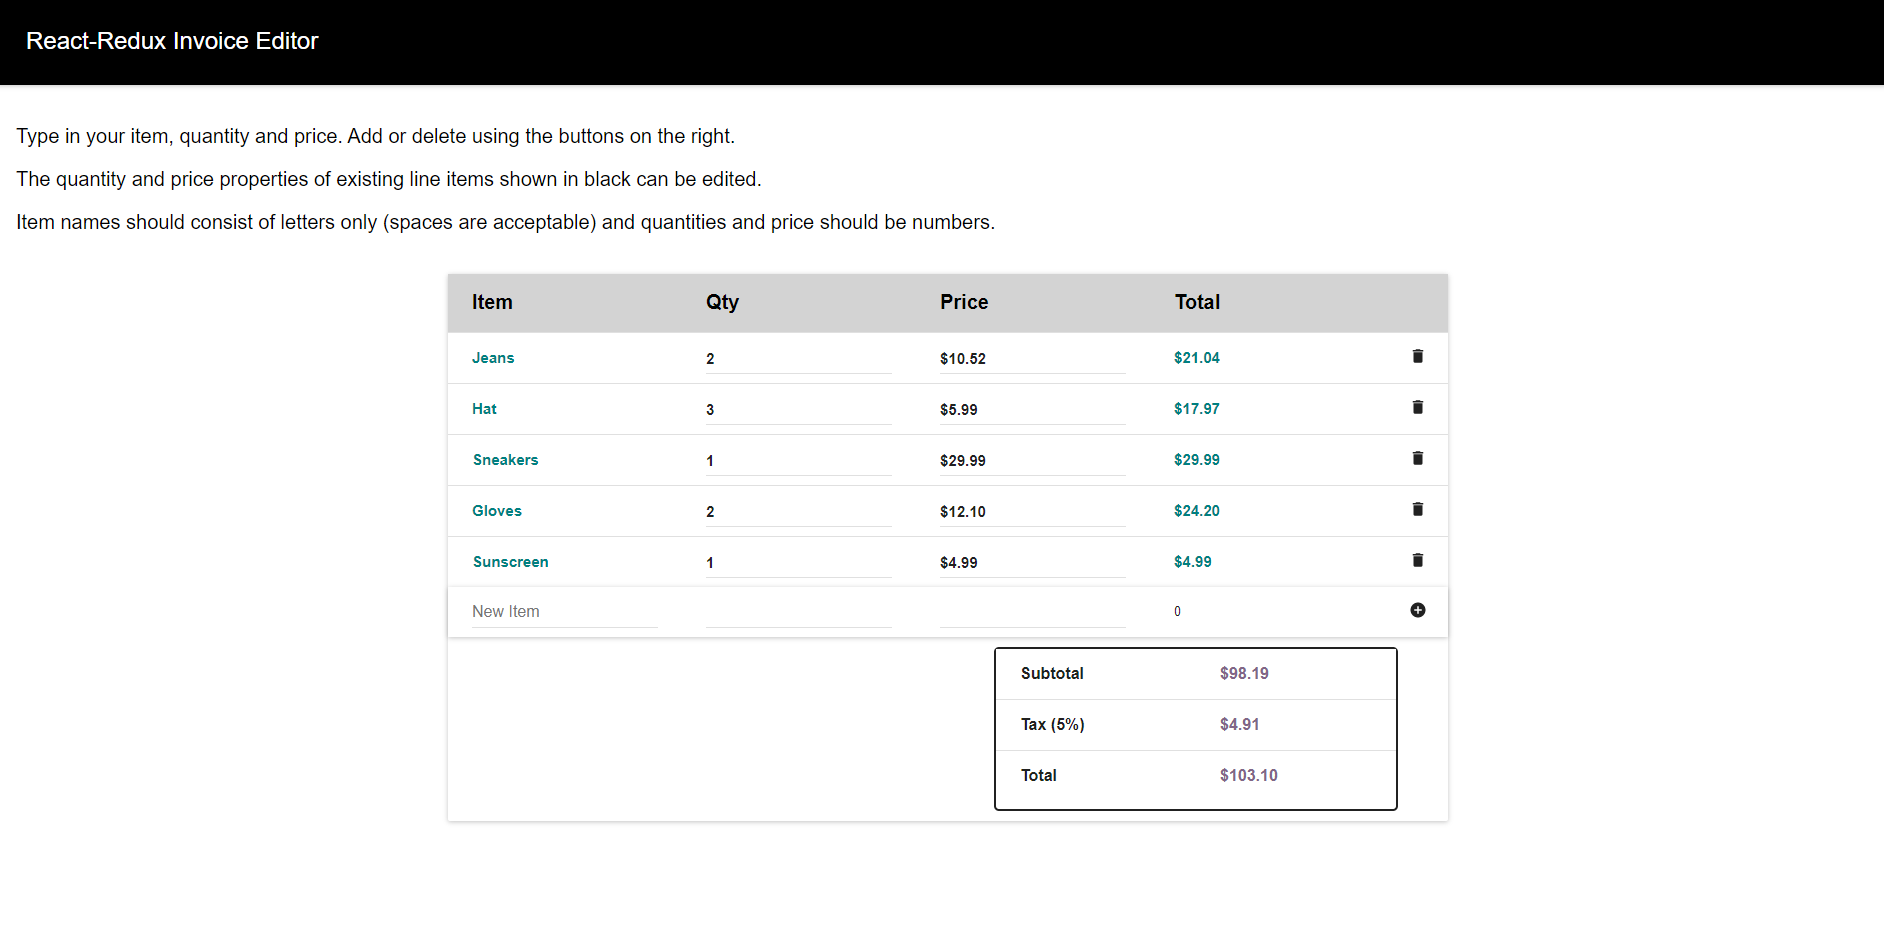 React-Redux Invoice Editor
Type in your item, quantity and price. Add or delete using the buttons on the right.
The quantity and price properties of existing line items shown in black can be edited.
Item names should consist of letters only (spaces are acceptable) and quantities and price should be numbers.
Item Qty Price Total
Jeans 2 $10.52 $21.04
Hat 3 $5.99 $17.97
Sneakers 1 $29.99 $29.99
Gloves 2 $12.10 $24.20
Sunscreen 1 $4.99 $4.99
New Item 0
Subtotal $98.19
Tax (5%) $4.91
Total $103.10